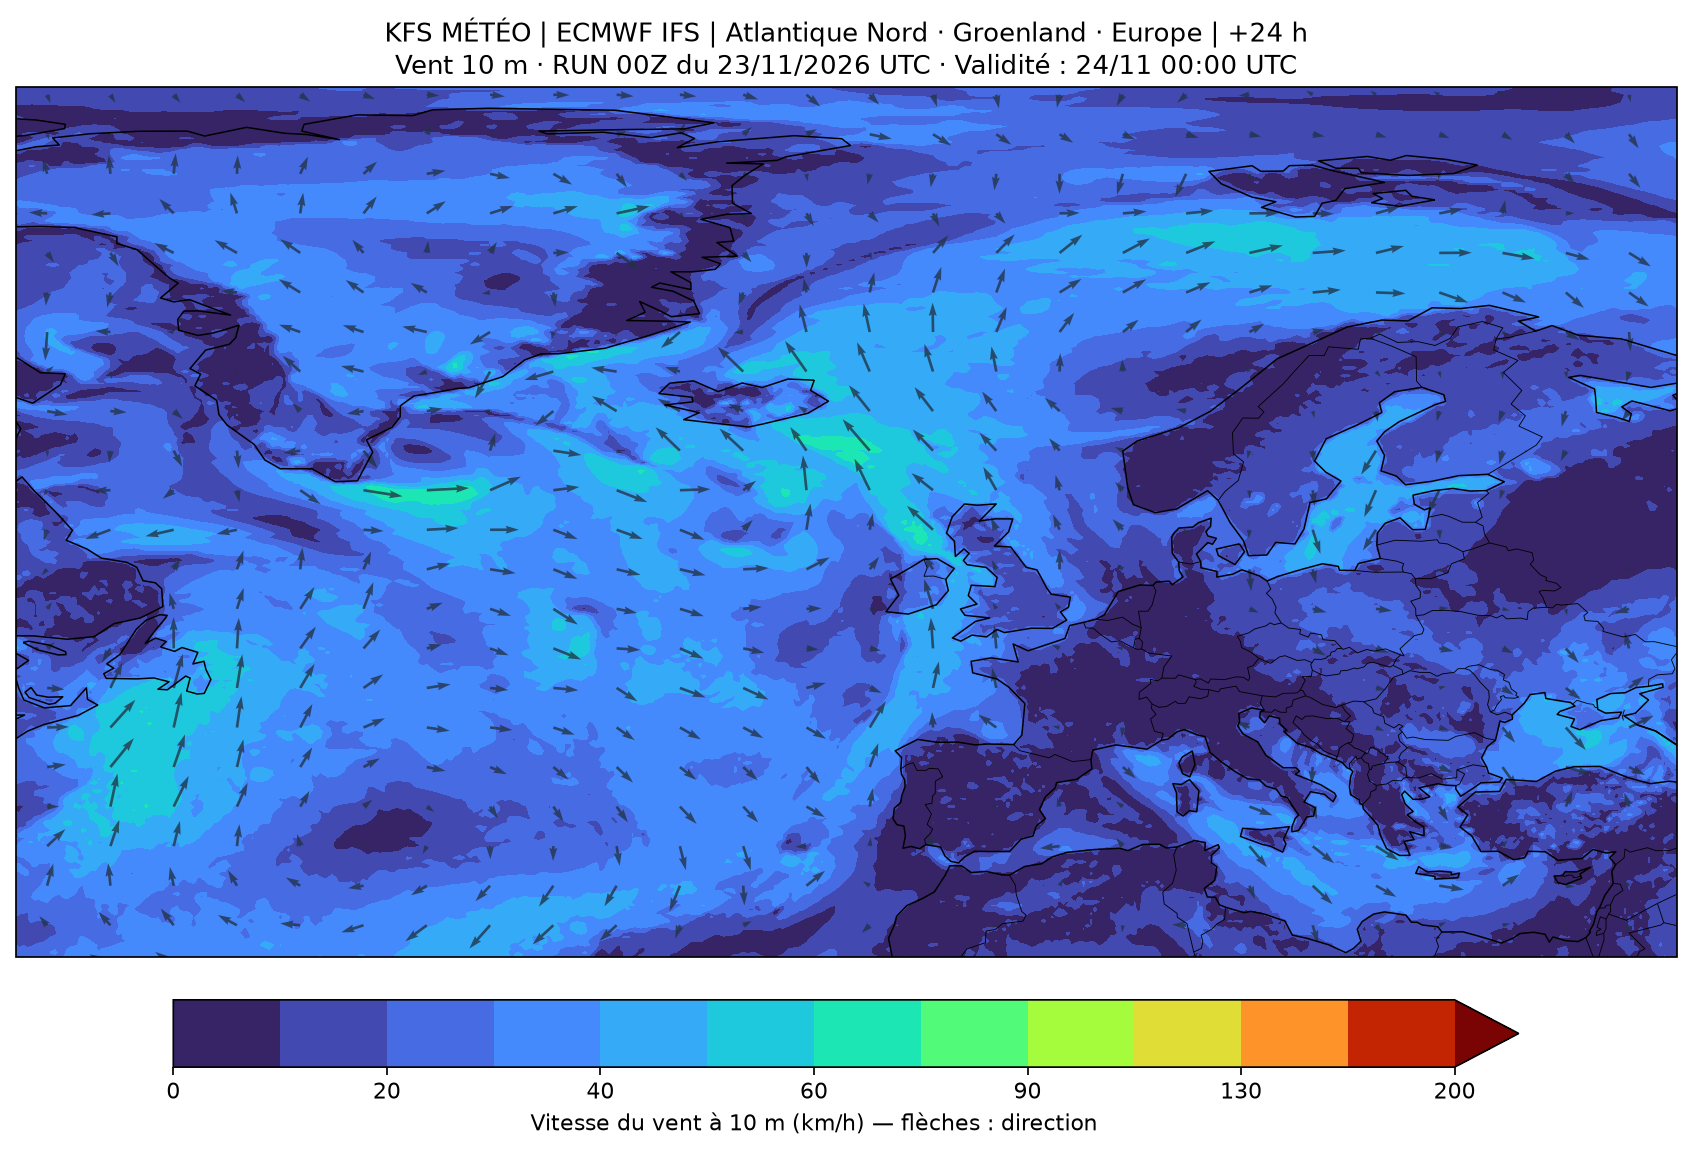 KFS MÉTÉO | ECMWF IFS | Atlantique Nord · Groenland · Europe | +24 h
Vent 10 m · RUN 00Z du 23/11/2026 UTC · Validité : 24/11 00:00 UTC
0 20 40 60 90 130 200
Vitesse du vent à 10 m (km/h) — flèches : direction